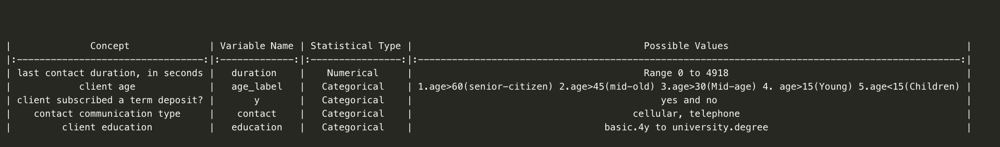 | Concept | Variable Name | Statistical Type | Possible Values |
|:---------------------------------:|:-------------:|:----------------:|:------------------------------------------------------------------------------------------------:|
| last contact duration, in seconds | duration | Numerical | Range 0 to 4918 |
| client age | age_label | Categorical | 1.age>60(senior-citizen) 2.age>45(mid-old) 3.age>30(Mid-age) 4. age>15(Young) 5.age<15(Children) |
| client subscribed a term deposit? | y | Categorical | yes and no |
| contact communication type | contact | Categorical | cellular, telephone |
| client education | education | Categorical | basic.4y to university.degree |